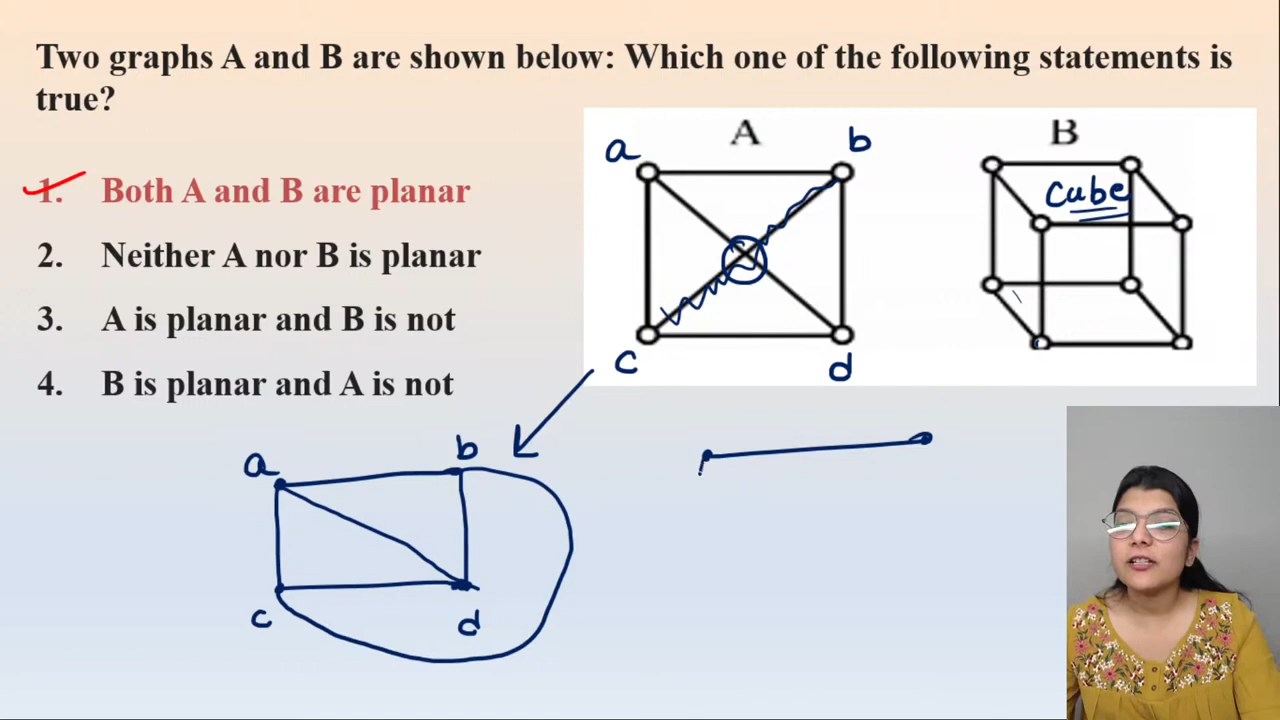 Two graphs A and B are shown below: Which one of the following statements is
true?
1. Both A and B are planar
2. Neither A nor B is planar
3. A is planar and B is not
4. B is planar and A is not
A
B
a
b
c
d
Cube
a
b
c
d